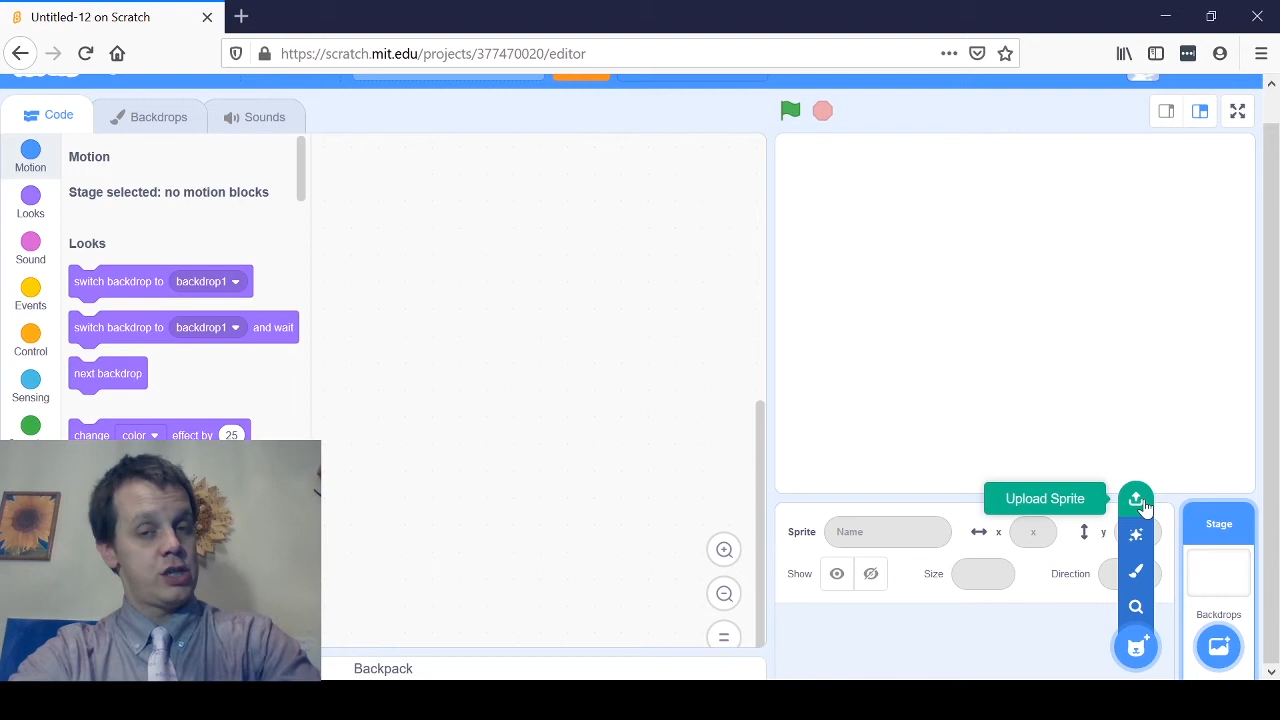 Untitled-12 on Scratch
https://scratch.mit.edu/projects/377470020/editor
Code
Backdrops
Sounds
Motion
Looks
Sound
Events
Control
Sensing
Motion
Stage selected: no motion blocks
Looks
switch backdrop to backdrop1
switch backdrop to backdrop1 and wait
next backdrop
change color effect by 25
Backpack
Upload Sprite
Sprite Name x x y
Show Size Direction
Stage
Backdrops